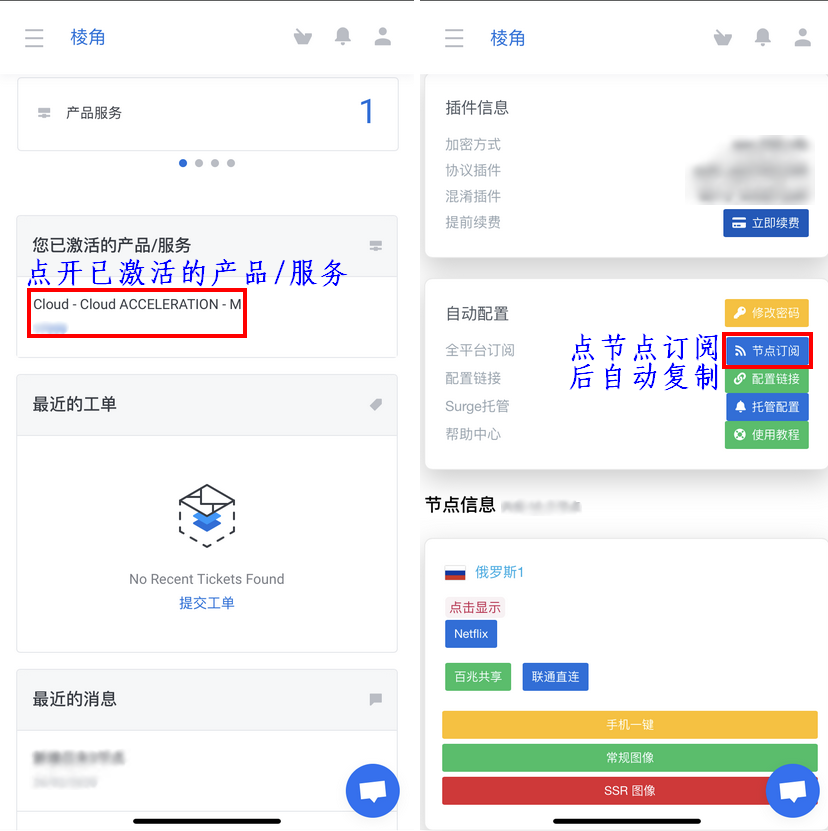 棱角
产品服务
1
您已激活的产品/服务
点开已激活的产品/服务
Cloud - Cloud ACCELERATION - M
最近的工单
No Recent Tickets Found
提交工单
最近的消息
棱角
插件信息
加密方式
协议插件
混淆插件
提前续费
立即续费
自动配置
修改密码
全平台订阅
节点订阅
点节点订阅
后自动复制
配置链接
配置链接
Surge托管
托管配置
帮助中心
使用教程
节点信息
俄罗斯1
点击显示
Netflix
百兆共享
联通直连
手机一键
常规图像
SSR 图像